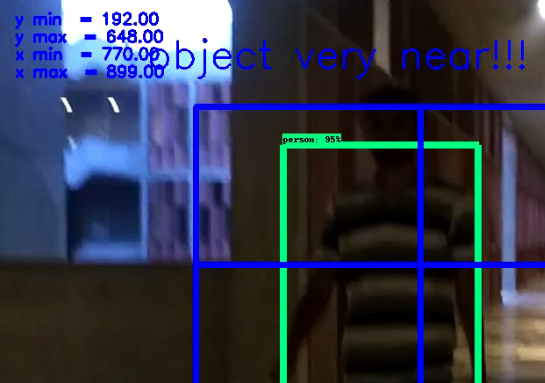 y min = 192.00
y max = 648.00
x min = 770.00
x max = 899.00
object very near!!!
person: 95%